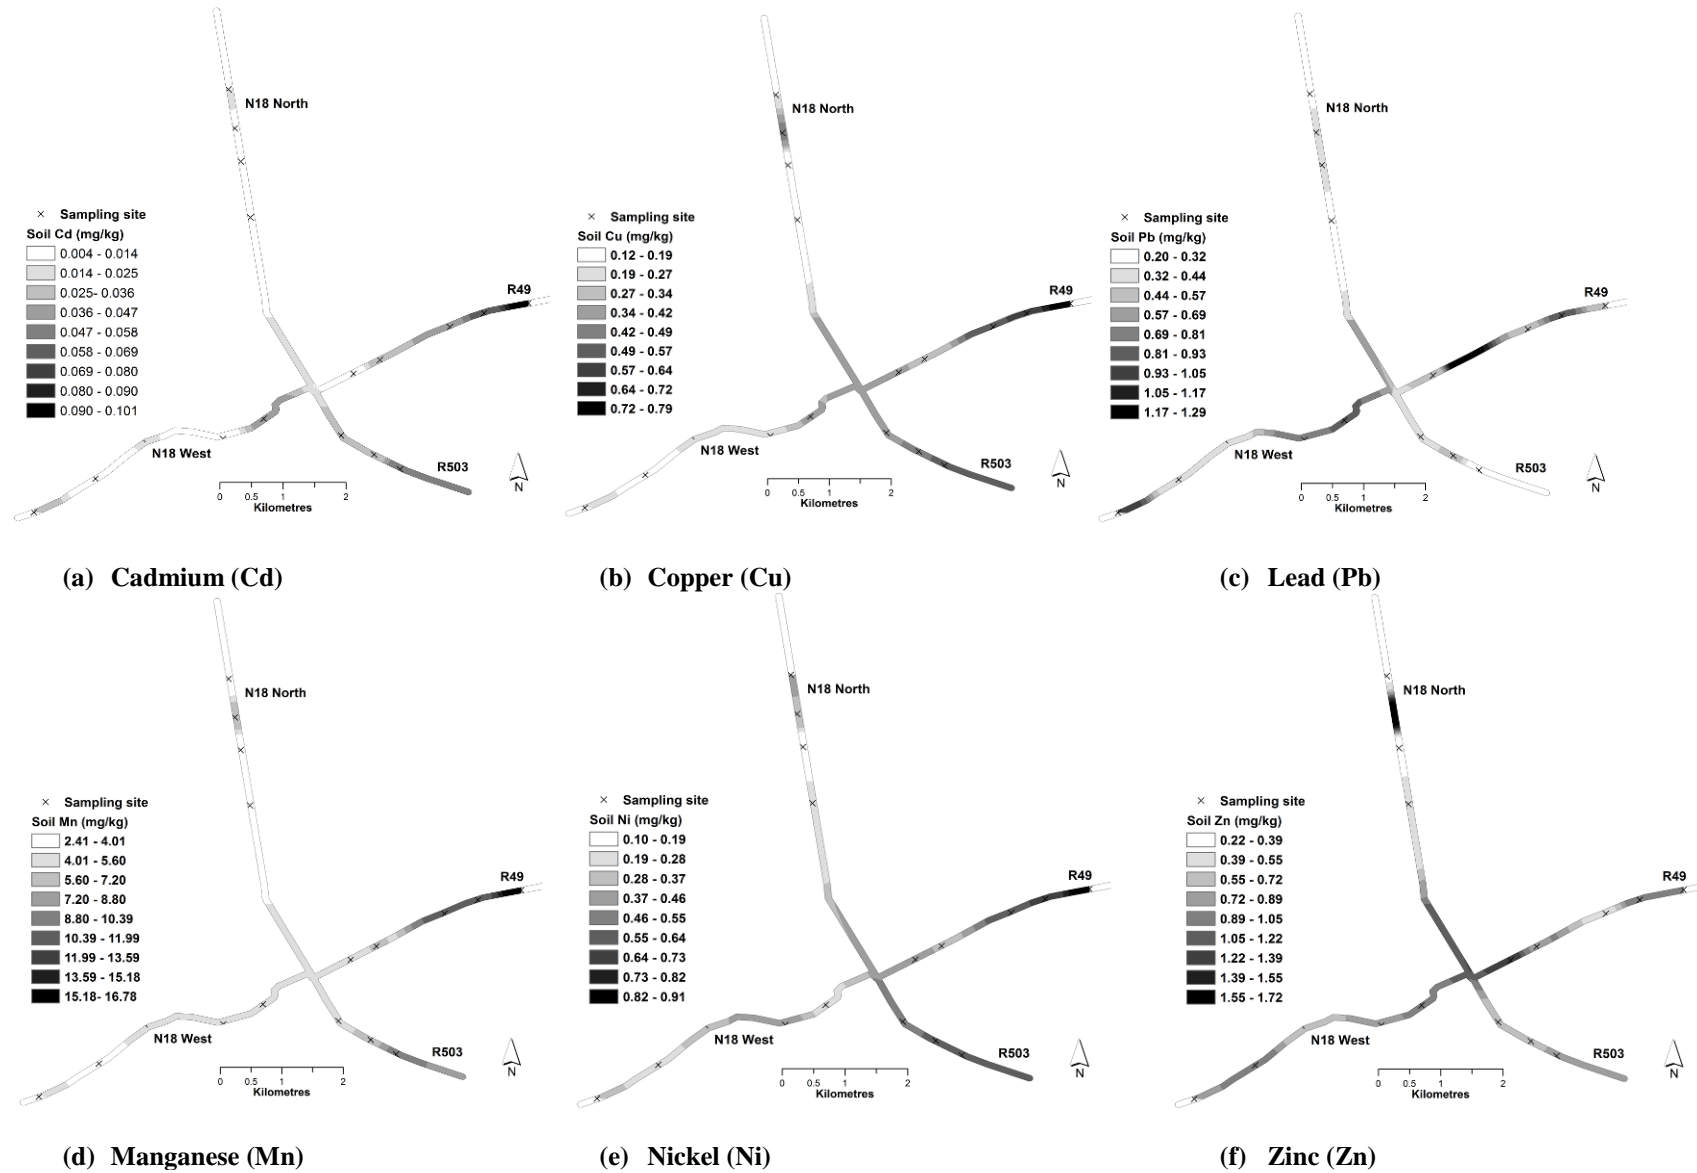 N18 North
× Sampling site
Soil Cd (mg/kg)
0.004 - 0.014
0.014 - 0.025
0.025- 0.036
0.036 - 0.047
0.047 - 0.058
0.058 - 0.069
0.069 - 0.080
0.080 - 0.090
0.090 - 0.101
R49
N18 West
R503
0 0.5 1 2
Kilometres
N
(a) Cadmium (Cd)
N18 North
× Sampling site
Soil Cu (mg/kg)
0.12 - 0.19
0.19 - 0.27
0.27 - 0.34
0.34 - 0.42
0.42 - 0.49
0.49 - 0.57
0.57 - 0.64
0.64 - 0.72
0.72 - 0.79
R49
N18 West
R503
0 0.5 1 2
Kilometres
N
(b) Copper (Cu)
N18 North
× Sampling site
Soil Pb (mg/kg)
0.20 - 0.32
0.32 - 0.44
0.44 - 0.57
0.57 - 0.69
0.69 - 0.81
0.81 - 0.93
0.93 - 1.05
1.05 - 1.17
1.17 - 1.29
R49
N18 West
R503
0 0.5 1 2
Kilometres
N
(c) Lead (Pb)
N18 North
× Sampling site
Soil Mn (mg/kg)
2.41 - 4.01
4.01 - 5.60
5.60 - 7.20
7.20 - 8.80
8.80 - 10.39
10.39 - 11.99
11.99 - 13.59
13.59 - 15.18
15.18- 16.78
R49
N18 West
R503
0 0.5 1 2
Kilometres
N
(d) Manganese (Mn)
N18 North
× Sampling site
Soil Ni (mg/kg)
0.10 - 0.19
0.19 - 0.28
0.28 - 0.37
0.37 - 0.46
0.46 - 0.55
0.55 - 0.64
0.64 - 0.73
0.73 - 0.82
0.82 - 0.91
R49
N18 West
R503
0 0.5 1 2
Kilometres
N
(e) Nickel (Ni)
N18 North
× Sampling site
Soil Zn (mg/kg)
0.22 - 0.39
0.39 - 0.55
0.55 - 0.72
0.72 - 0.89
0.89 - 1.05
1.05 - 1.22
1.22 - 1.39
1.39 - 1.55
1.55 - 1.72
R49
N18 West
R503
0 0.5 1 2
Kilometres
N
(f) Zinc (Zn)